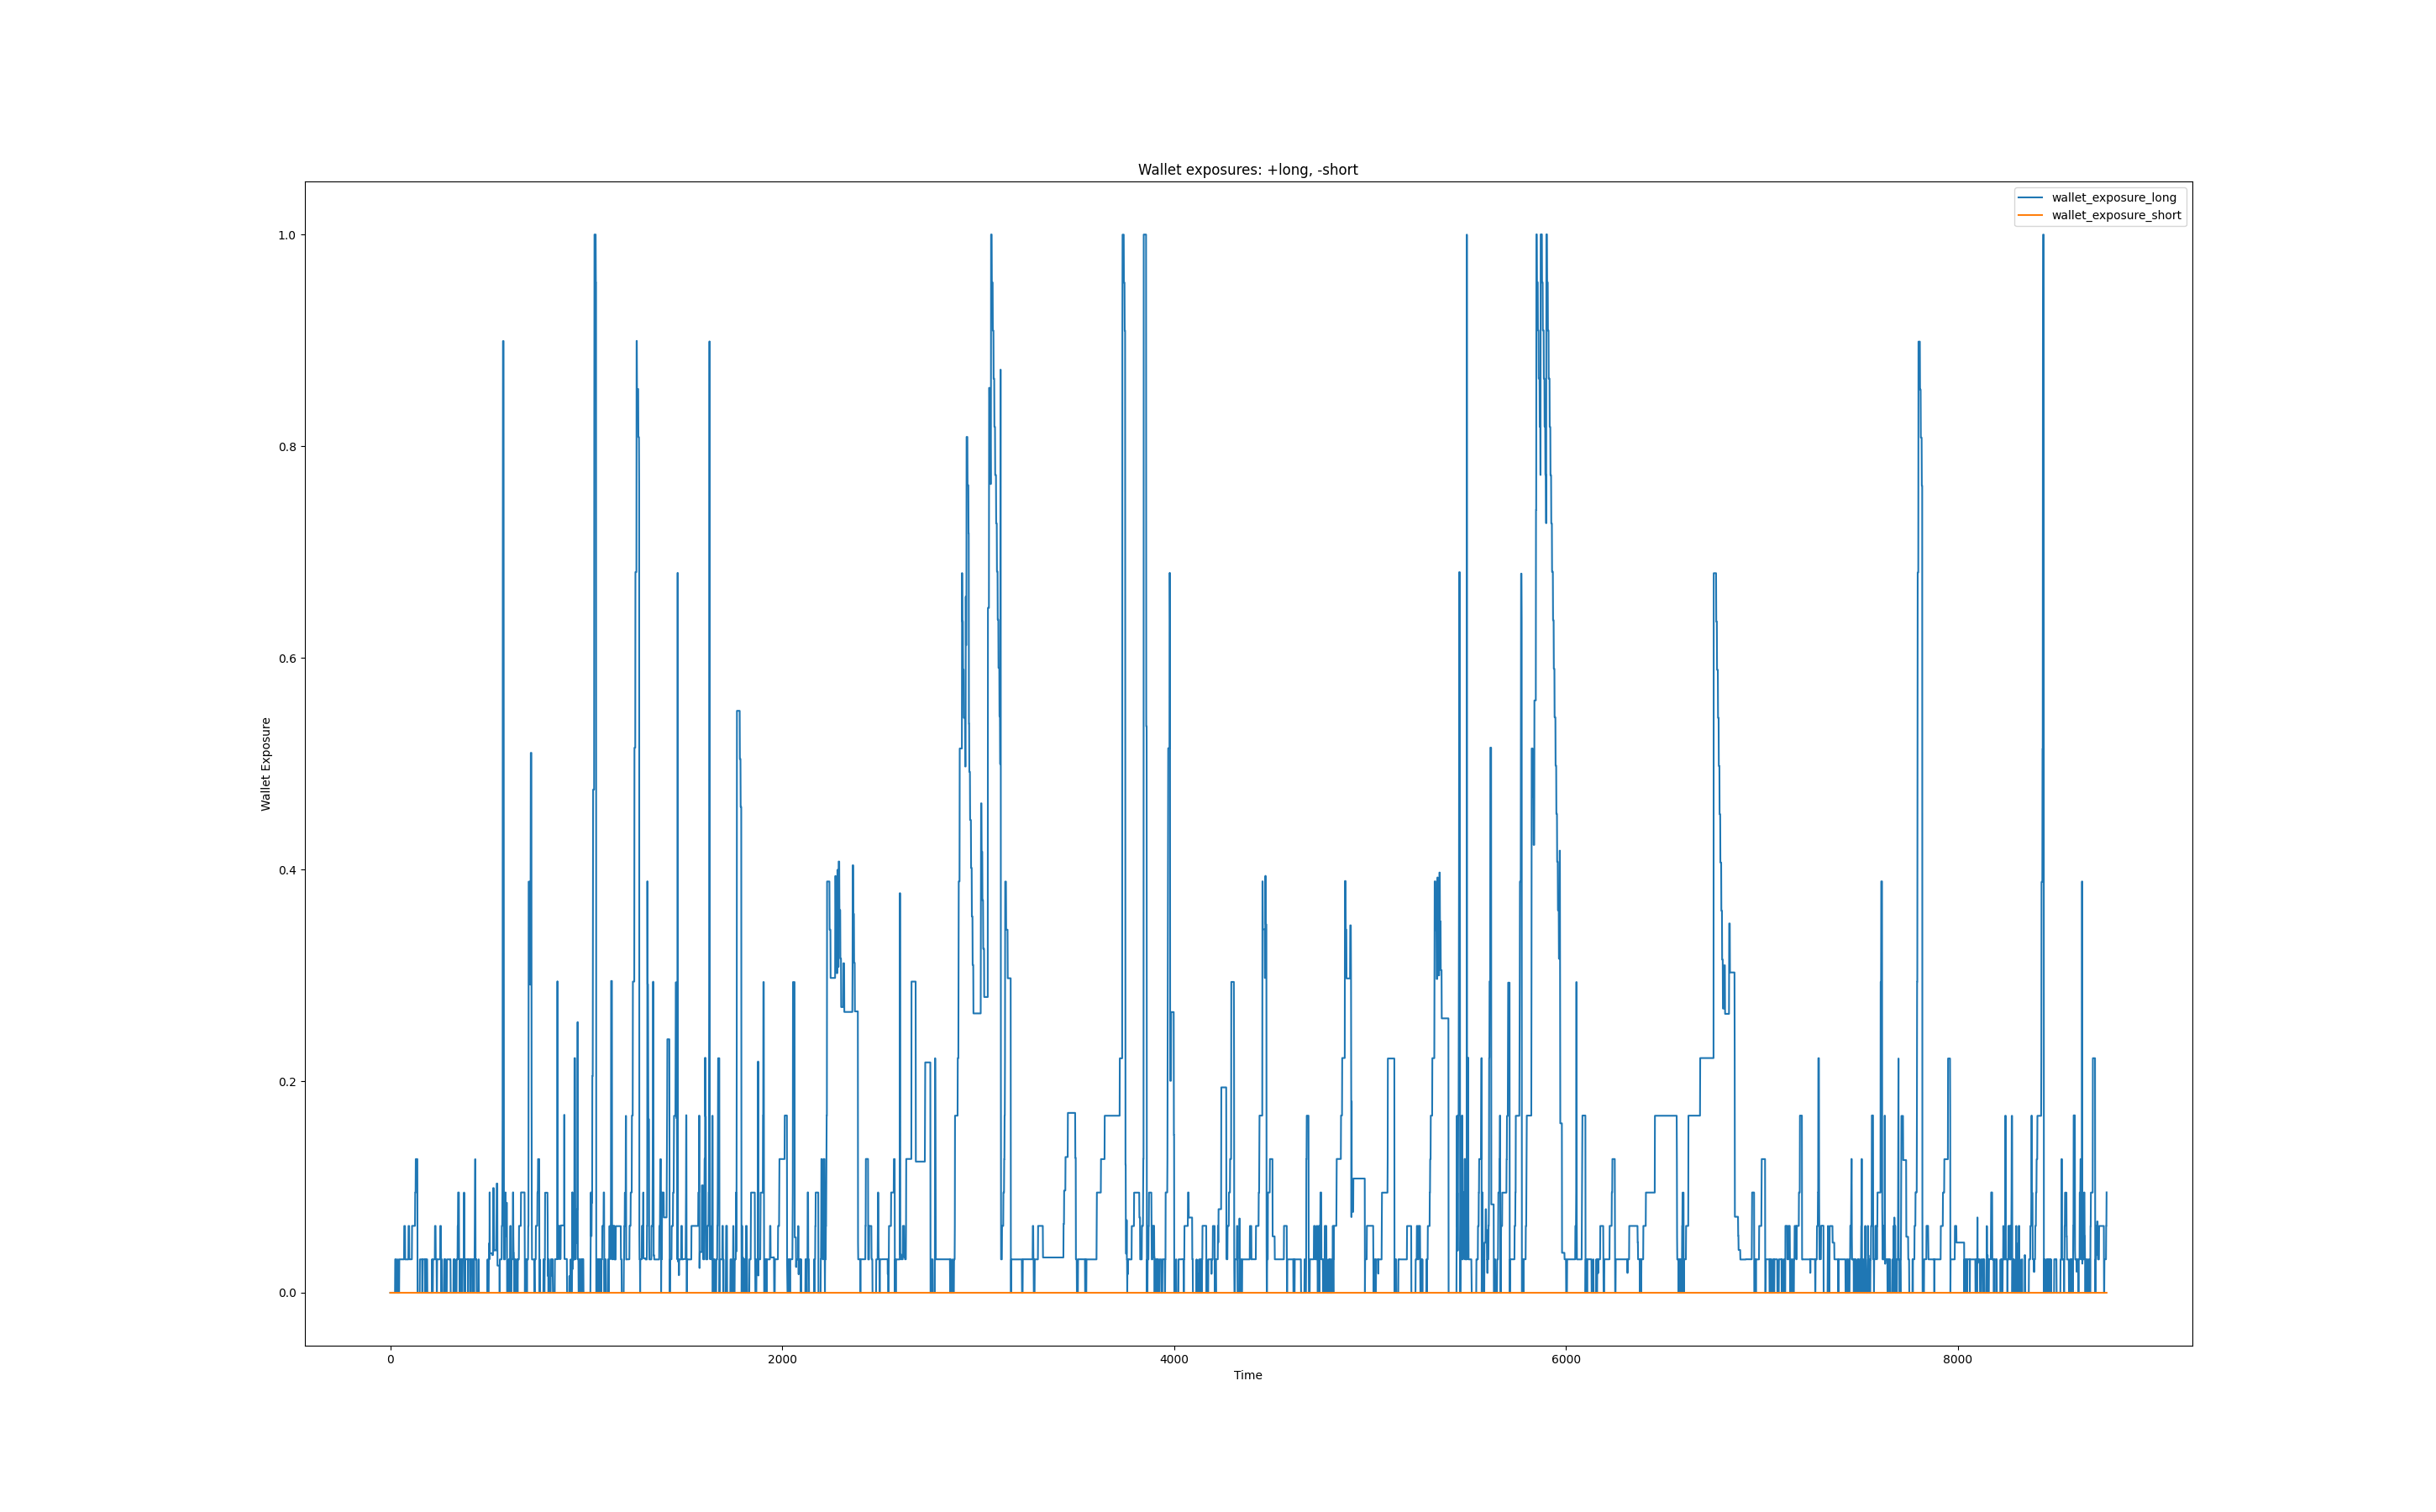 Wallet exposures: +long, -short
wallet_exposure_long
wallet_exposure_short
1.0
0.8
0.6
0.4
0.2
0.0
Wallet Exposure
0 2000 4000 6000 8000
Time